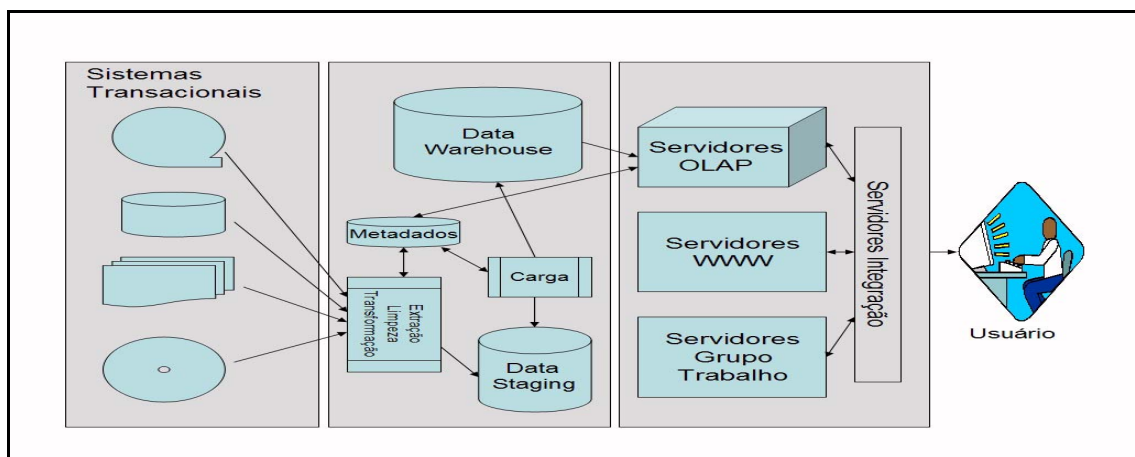 Sistemas
Transacionais
Data
Warehouse
Metadados
Carga
Extração
Limpeza
Transformação
Data
Staging
Servidores
OLAP
Servidores
WWW
Servidores
Grupo
Trabalho
Servidores Integração
Usuário